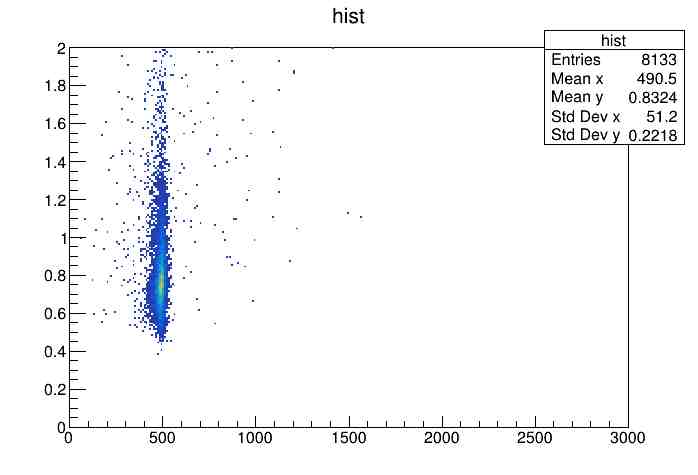 hist
hist
Entries 8133
Mean x 490.5
Mean y 0.8324
Std Dev x 51.2
Std Dev y 0.2218
2
1.8
1.6
1.4
1.2
1
0.8
0.6
0.4
0.2
0
0 500 1000 1500 2000 2500 3000